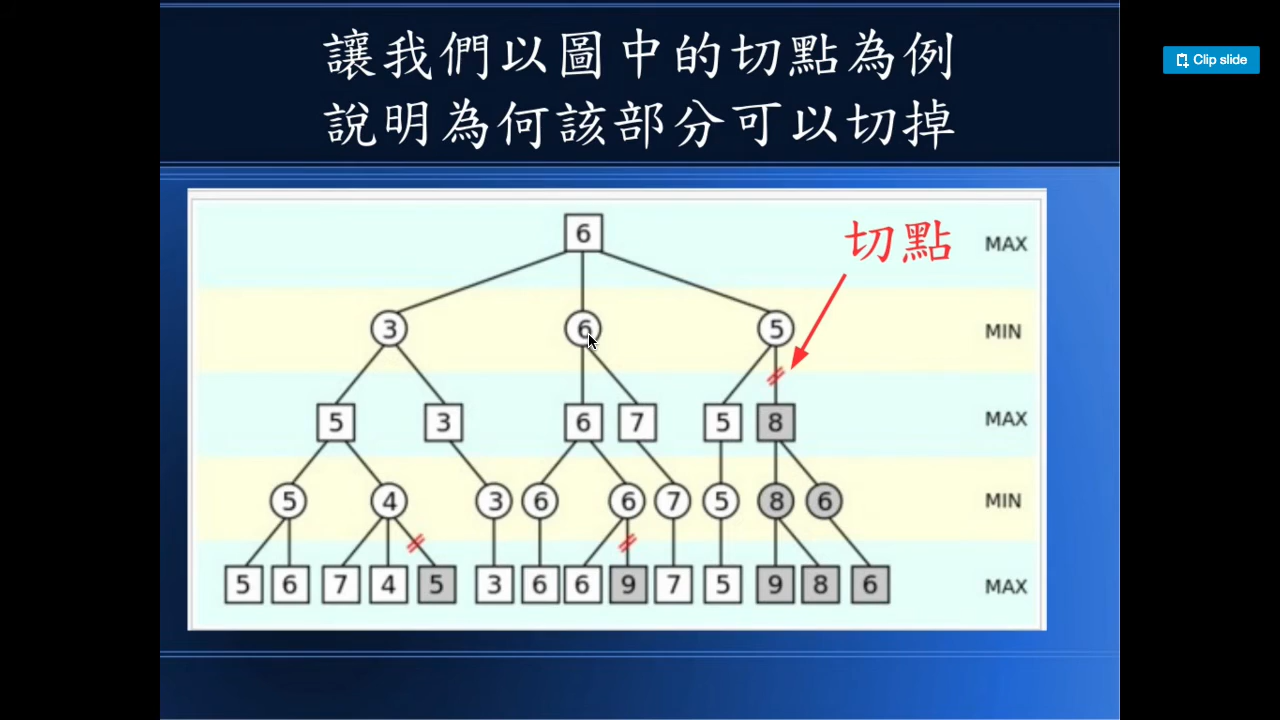 讓我們以圖中的切點為例
說明為何該部分可以切掉
Clip slide
切點
6 MAX
3 6 5 MIN
5 3 6 7 5 8 MAX
5 4 3 6 6 7 5 8 6 MIN
5 6 7 4 5 3 6 6 9 7 5 9 8 6 MAX